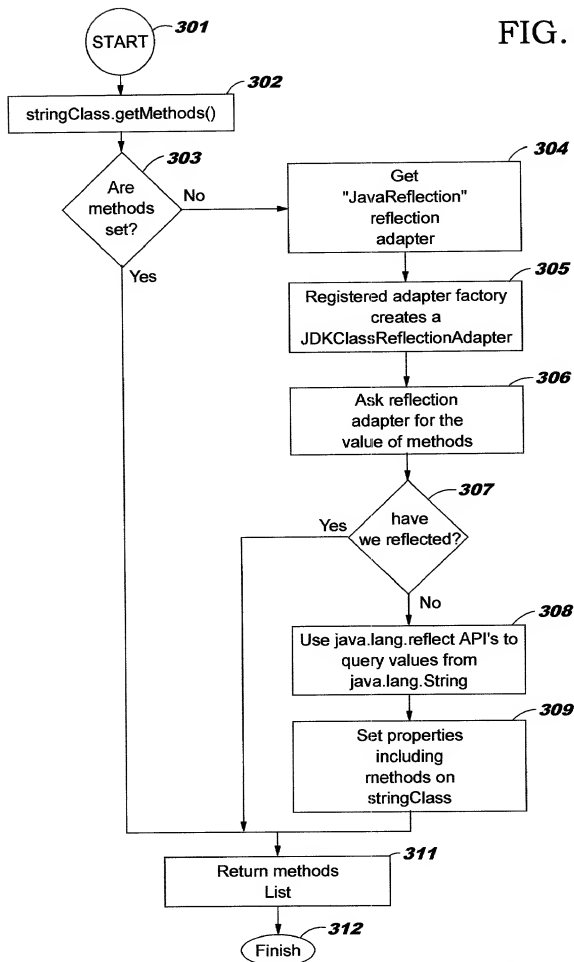 FIG.
301
START
302
stringClass.getMethods()
303
Are
methods
set?
No
Yes
304
Get
"JavaReflection"
reflection
adapter
305
Registered adapter factory
creates a
JDKClassReflectionAdapter
306
Ask reflection
adapter for the
value of methods
307
have
we reflected?
Yes
No
308
Use java.lang.reflect API's to
query values from
java.lang.String
309
Set properties
including
methods on
stringClass
311
Return methods
List
312
Finish